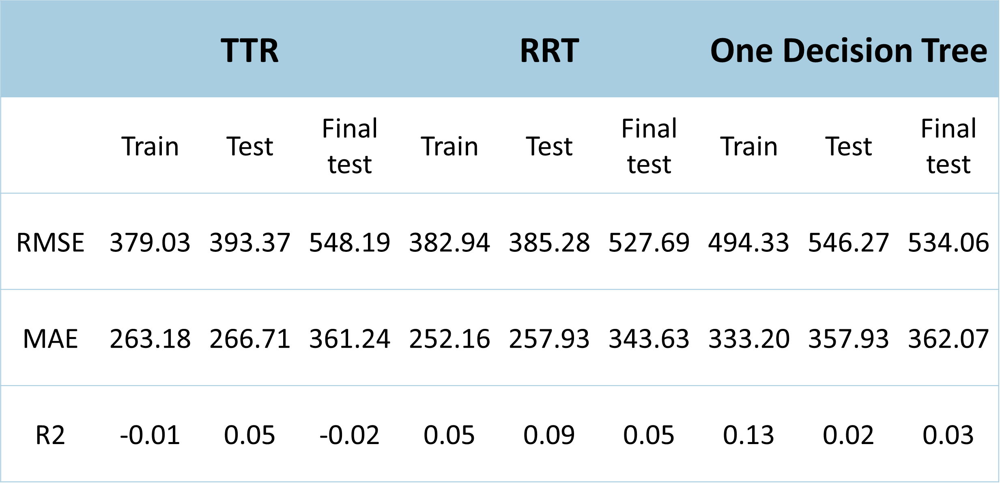 TTR RRT One Decision Tree
Train Test Final test Train Test Final test Train Test Final test
RMSE 379.03 393.37 548.19 382.94 385.28 527.69 494.33 546.27 534.06
MAE 263.18 266.71 361.24 252.16 257.93 343.63 333.20 357.93 362.07
R2 -0.01 0.05 -0.02 0.05 0.09 0.05 0.13 0.02 0.03